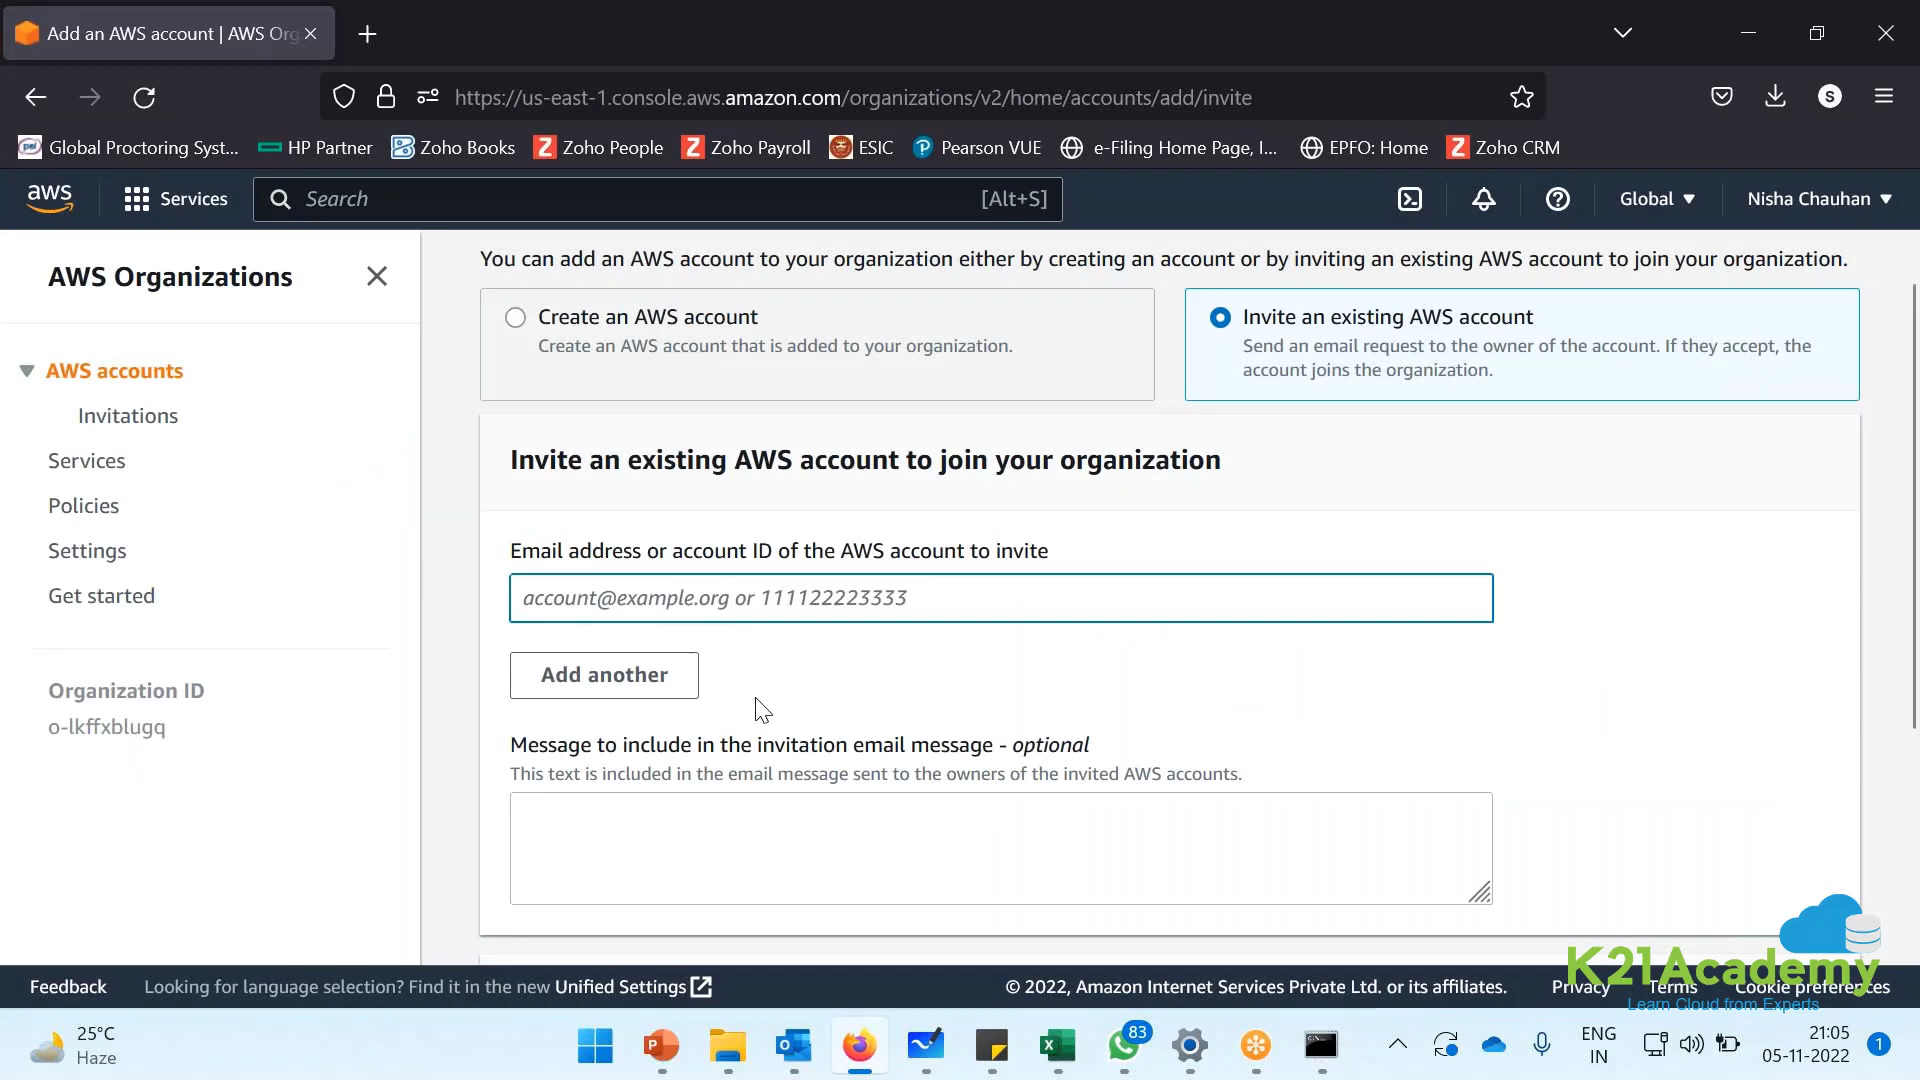 Add an AWS account | AWS Org
https://us-east-1.console.aws.amazon.com/organizations/v2/home/accounts/add/invite
S
psi Global Proctoring Syst... HP Partner Zoho Books Zoho People Zoho Payroll ESIC Pearson VUE e-Filing Home Page, I... EPFO: Home Zoho CRM
aws Services Search [Alt+S] Global Nisha Chauhan
AWS Organizations
AWS accounts
Invitations
Services
Policies
Settings
Get started
Organization ID
o-lkffxblugq
You can add an AWS account to your organization either by creating an account or by inviting an existing AWS account to join your organization.
Create an AWS account
Create an AWS account that is added to your organization.
Invite an existing AWS account
Send an email request to the owner of the account. If they accept, the
account joins the organization.
Invite an existing AWS account to join your organization
Email address or account ID of the AWS account to invite
account@example.org or 111122223333
Add another
Message to include in the invitation email message - optional
This text is included in the email message sent to the owners of the invited AWS accounts.
K21Academy
Learn Cloud from Experts
Feedback Looking for language selection? Find it in the new Unified Settings © 2022, Amazon Internet Services Private Ltd. or its affiliates. Privacy Terms Cookie preferences
25°C
Haze
83
ENG
IN
21:05
05-11-2022
1